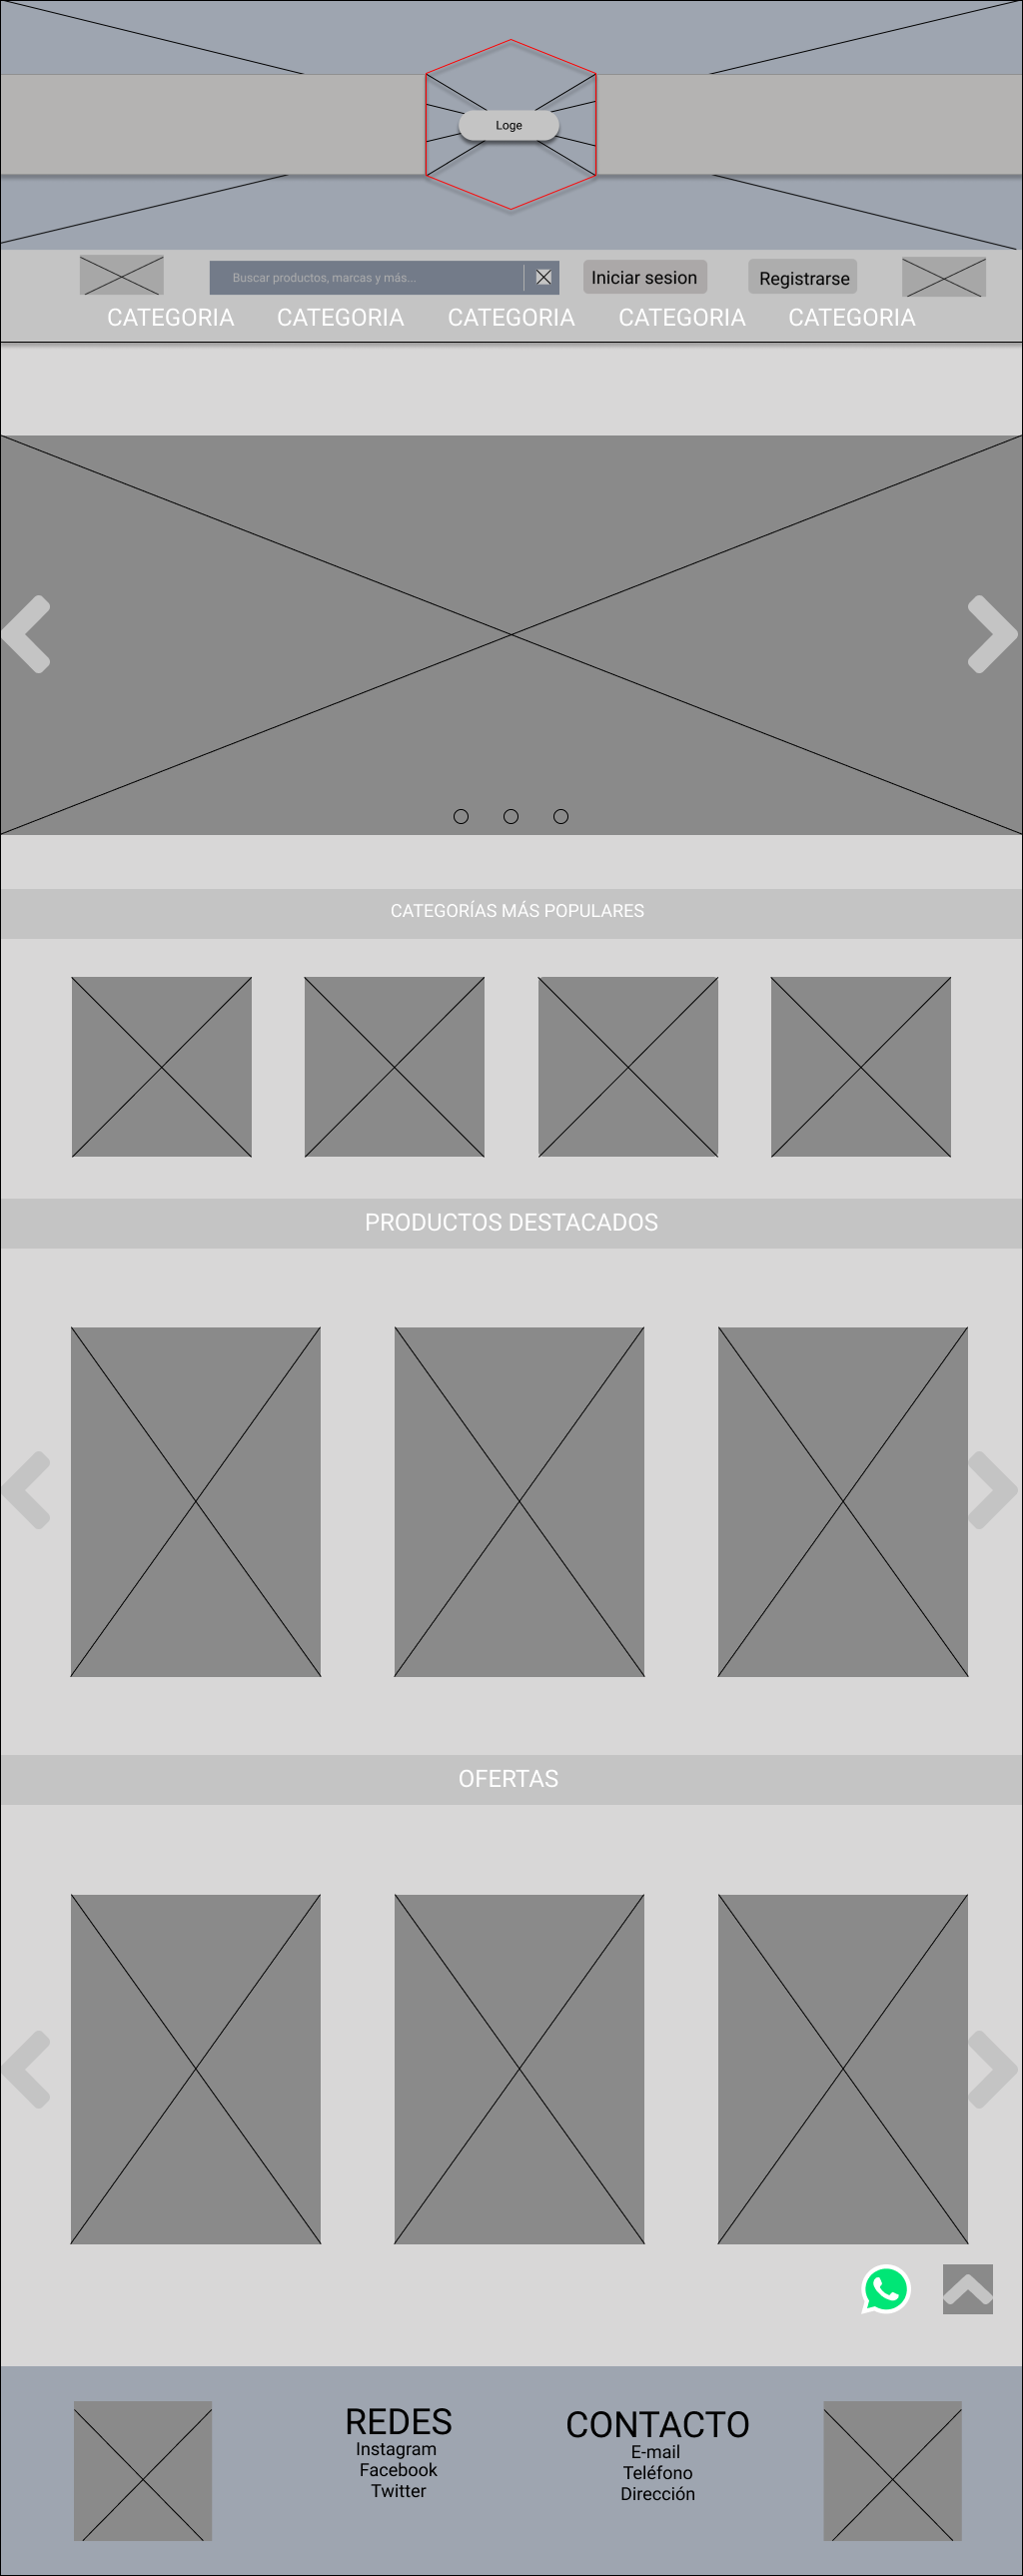 Loge
Buscar productos, marcas y más...
Iniciar sesion
Registrarse
CATEGORIA
CATEGORIA
CATEGORIA
CATEGORIA
CATEGORIA
CATEGORÍAS MÁS POPULARES
PRODUCTOS DESTACADOS
OFERTAS
REDES
Instagram
Facebook
Twitter
CONTACTO
E-mail
Teléfono
Dirección